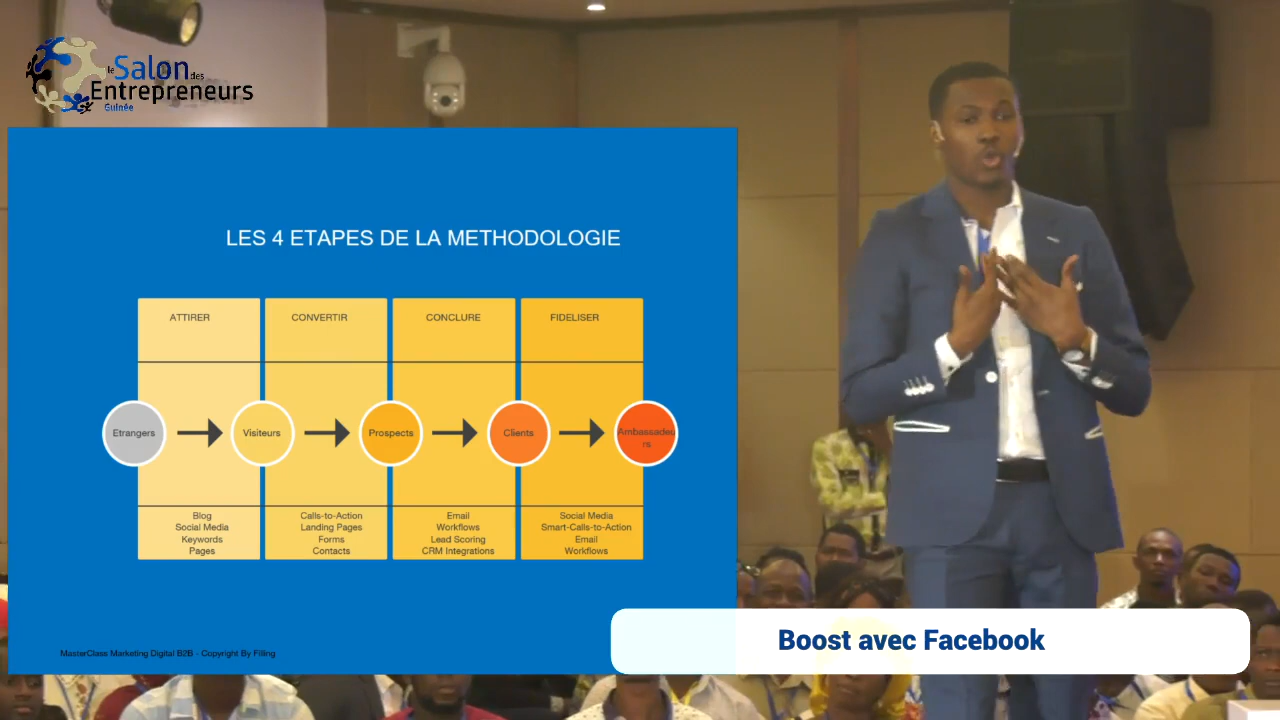 le Salon des
Entrepreneurs
Guinée
LES 4 ETAPES DE LA METHODOLOGIE
ATTIRER
CONVERTIR
CONCLURE
FIDELISER
Etrangers
Visiteurs
Prospects
Clients
Ambassadeu
rs
Blog
Social Media
Keywords
Pages
Calls-to-Action
Landing Pages
Forms
Contacts
Email
Workflows
Lead Scoring
CRM Integrations
Social Media
Smart-Calls-to-Action
Email
Workflows
MasterClass Marketing Digital B2B - Copyright By Filling
Boost avec Facebook